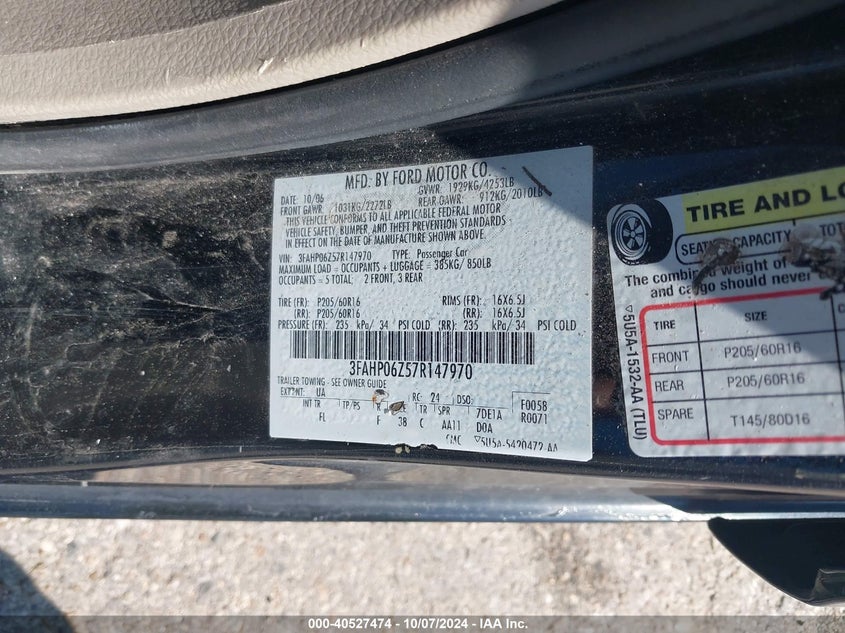 MFD. BY FORD MOTOR CO.
DATE: 10/06 GVWR: 1929KG/4253LB
FRONT GAWR: 1031KG/2272LB REAR GAWR: 912KG/2010LB
THIS VEHICLE CONFORMS TO ALL APPLICABLE FEDERAL MOTOR
VEHICLE SAFETY, BUMPER, AND THEFT PREVENTION STANDARDS
IN EFFECT ON THE DATE OF MANUFACTURE SHOWN ABOVE.
VIN: 3FAHP06Z57R147970 TYPE: Passenger Car
MAXIMUM LOAD = OCCUPANTS + LUGGAGE = 385KG/ 850LB
OCCUPANTS = 5 TOTAL: 2 FRONT, 3 REAR
TIRE (FR): P205/60R16 RIMS (FR): 16X6.5J
(RR): P205/60R16 (RR): 16X6.5J
PRESSURE (FR): 235 kPa/ 34 PSI COLD (RR): 235 kPa/ 34 PSI COLD
3FAHP06Z57R147970
TRAILER TOWING - SEE OWNER GUIDE
EXT PNT: UA RC: 24 DSO: F0058
INT TR TP/PS R TR SPR 7DE1A R0071
FL F 38 C AA11 D0A
CMC ▽5U5A-5420472-AA
TIRE AND LO
SEATING CAPACITY TOT
The combined weight of
and cargo should never
TIRE SIZE CO
FRONT P205/60R16
REAR P205/60R16
SPARE T145/80D16
▽5U5A-1532-AA (TLU)
000-40527474 - 10/07/2024 - IAA Inc.